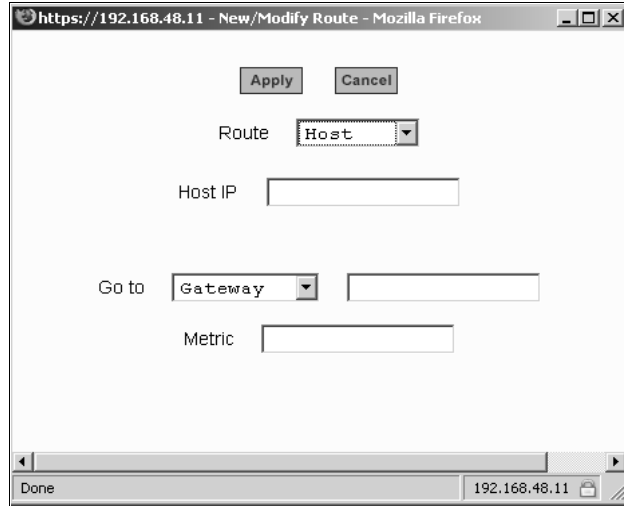 https://192.168.48.11 - New/Modify Route - Mozilla Firefox
Apply Cancel
Route Host
Host IP
Go to Gateway
Metric
Done 192.168.48.11